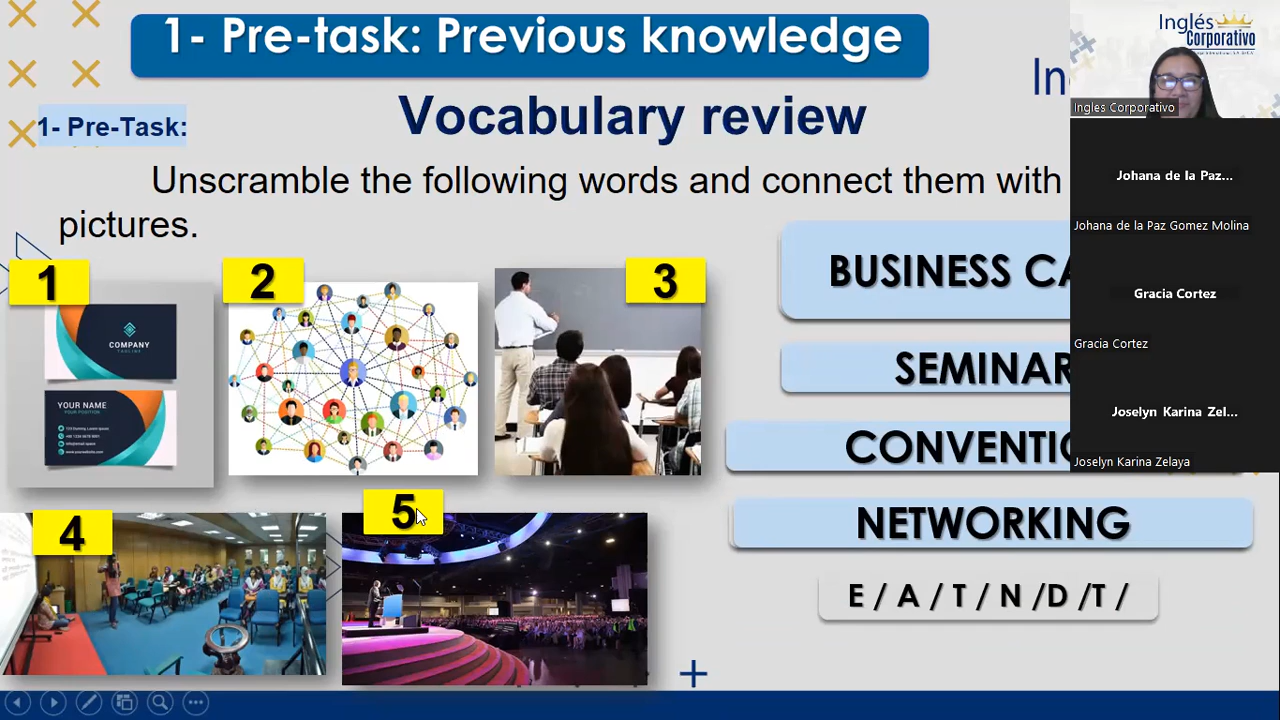 1- Pre-task: Previous knowledge
Inglés
Corporativo
Ingles Corporativo
1- Pre-Task:
Vocabulary review
Unscramble the following words and connect them with
pictures.
Johana de la Paz...
Johana de la Paz Gomez Molina
Gracia Cortez
Gracia Cortez
Joselyn Karina Zel...
Joselyn Karina Zelaya
1
2
3
4
5
COMPANY
YOUR NAME
YOUR POSITION
BUSINESS CA
SEMINAR
CONVENTIO
NETWORKING
E / A / T / N /D /T /